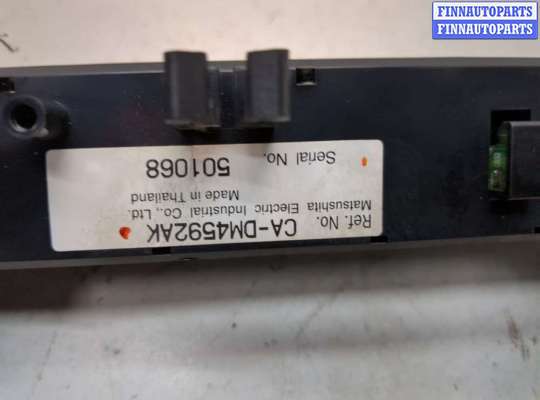 FINNAUTOPARTS
FINNAUTOPARTS
Ref. No. CA-DM4592AK
Matsushita Electric Industrial Co., Ltd.
Made in Thailand
Serial No. 501068